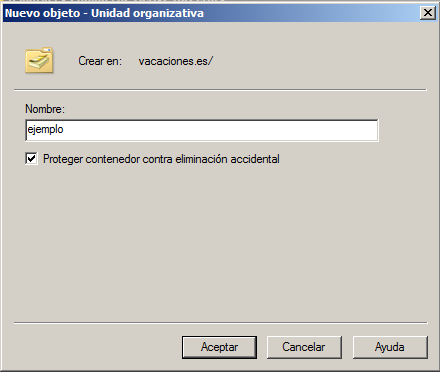 Nuevo objeto - Unidad organizativa
Crear en: vacaciones.es/
Nombre:
ejemplo
Proteger contenedor contra eliminación accidental
Aceptar Cancelar Ayuda